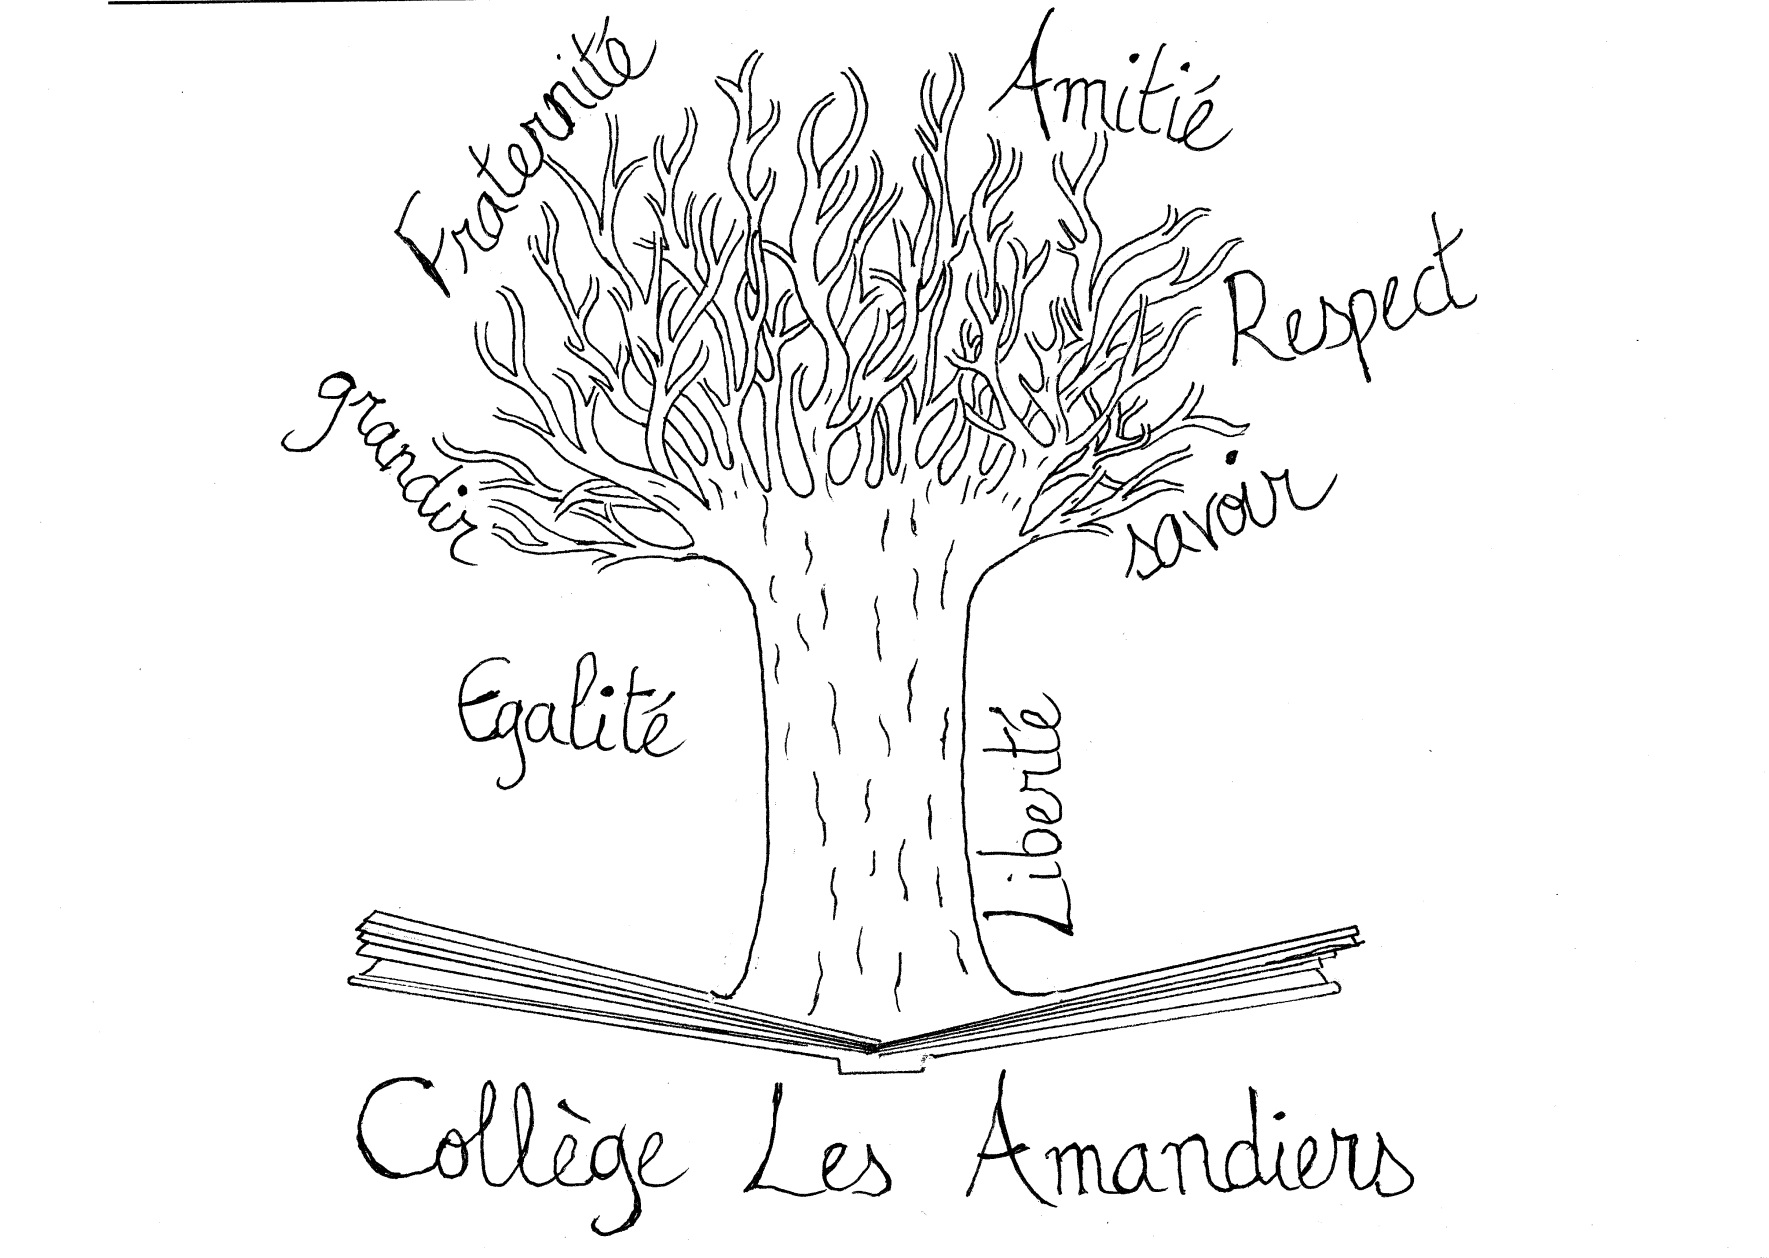 Fraternité
Amitié
Respect
grandir
savoir
Egalité
Liberté
Collège Les Amandiers